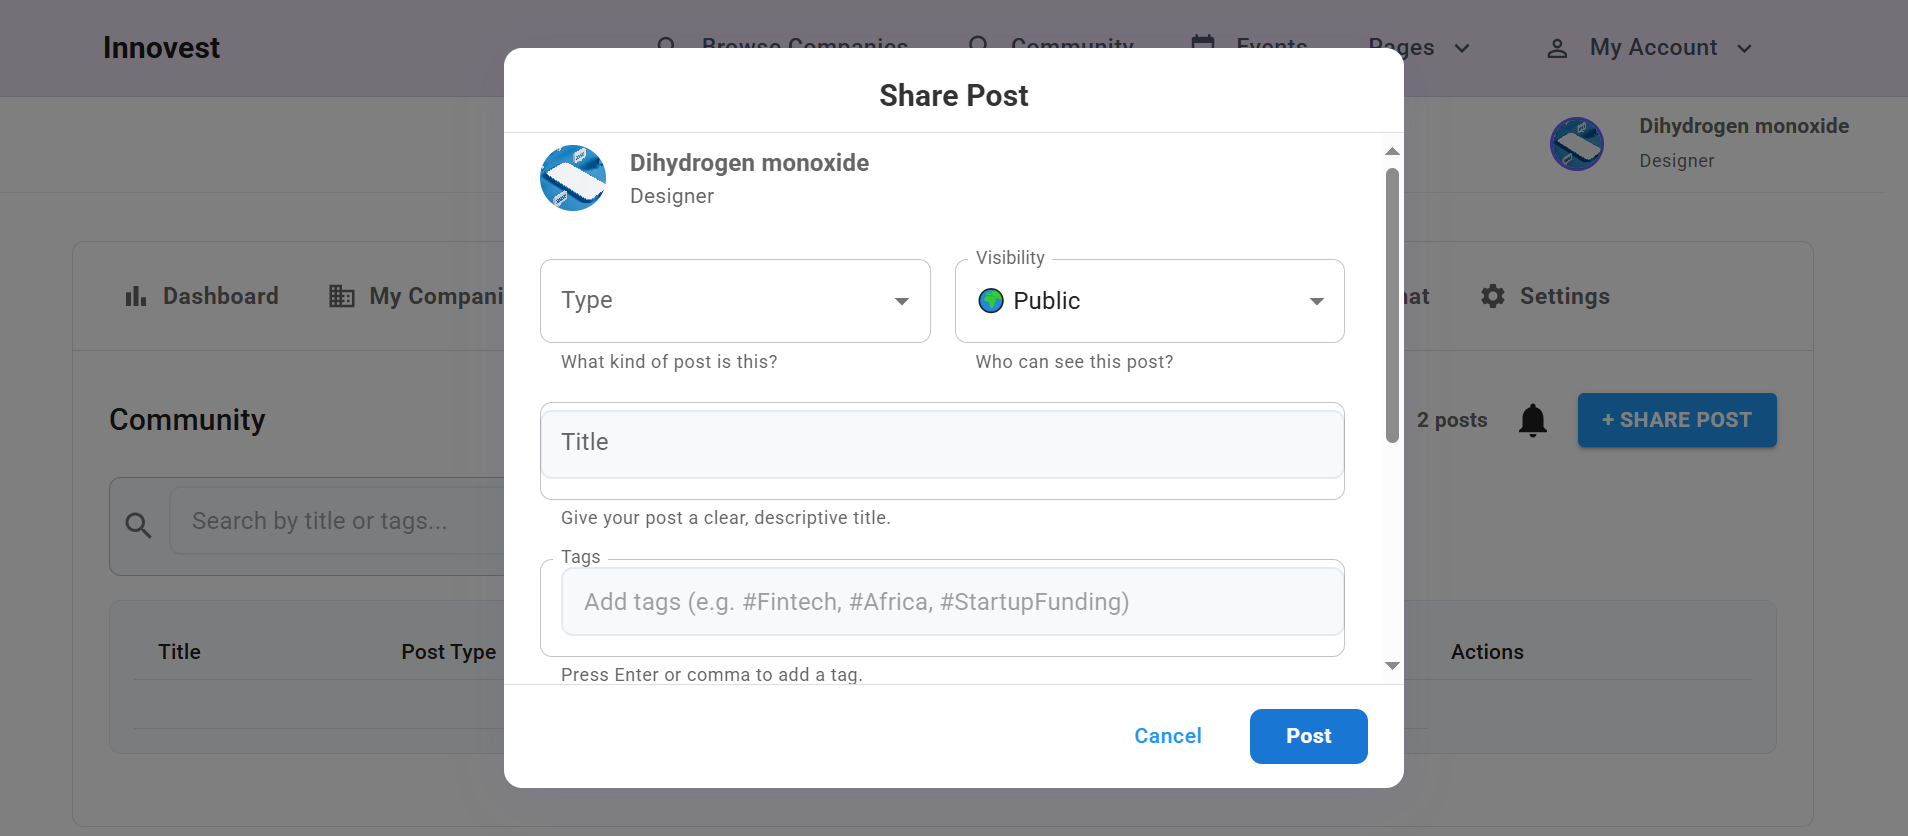 Innovest
Browse Companies
Community
Events
Pages
My Account
Share Post
Dihydrogen monoxide
Designer
Dihydrogen monoxide
Designer
Type
Visibility
Public
What kind of post is this?
Who can see this post?
Dashboard
My Compani
at
Settings
Community
2 posts
+ SHARE POST
Title
Give your post a clear, descriptive title.
Search by title or tags...
Tags
Add tags (e.g. #Fintech, #Africa, #StartupFunding)
Press Enter or comma to add a tag.
Title
Post Type
Actions
Cancel
Post